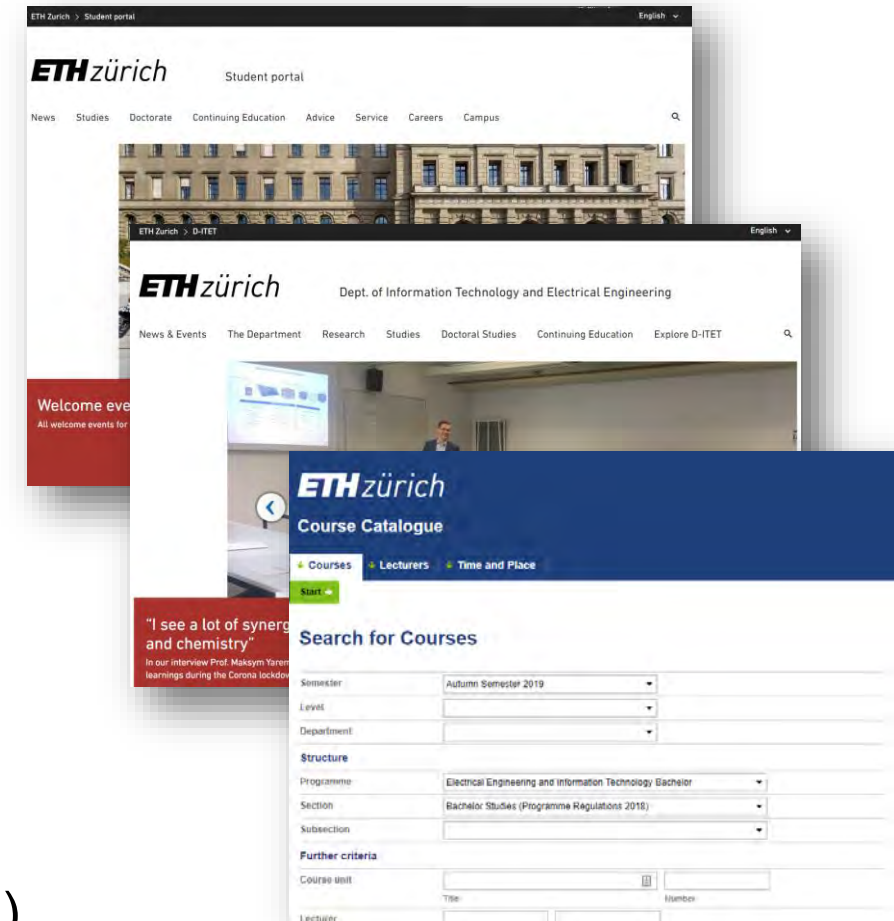 ETH Zurich > Student portal English
ETH zürich Student portal
News Studies Doctorate Continuing Education Advice Service Careers Campus
Welcome eve
All welcome events for
ETH Zurich > D-ITET English
ETH zürich Dept. of Information Technology and Electrical Engineering
News & Events The Department Research Studies Doctoral Studies Continuing Education Explore D-ITET
"I see a lot of synerg
and chemistry"
In our interview Prof. Maksym Yarem
learnings during the Corona lockdow
ETH zürich
Course Catalogue
Courses Lecturers Time and Place
Start
Search for Courses
Semester Autumn Semester 2019
Level
Department
Structure
Programme Electrical Engineering and Information Technology Bachelor
Section Bachelor Studies (Programme Regulations 2018)
Subsection
Further criteria
Course unit
Title Number
Lecturer
)